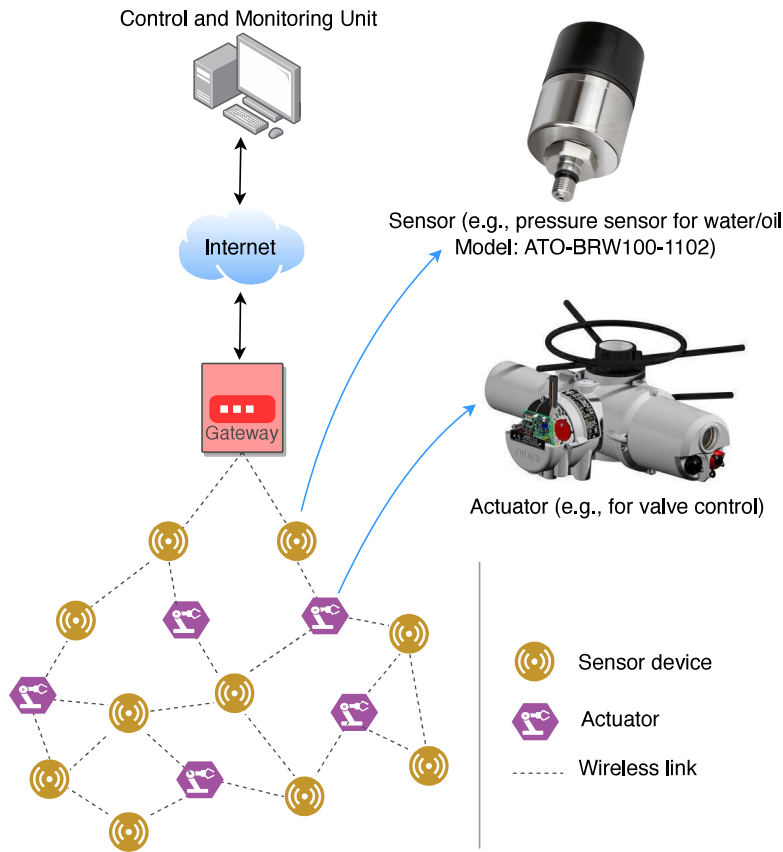 Control and Monitoring Unit
Internet
Sensor (e.g., pressure sensor for water/oil
Model: ATO-BRW100-1102)
Gateway
Actuator (e.g., for valve control)
Sensor device
Actuator
Wireless link